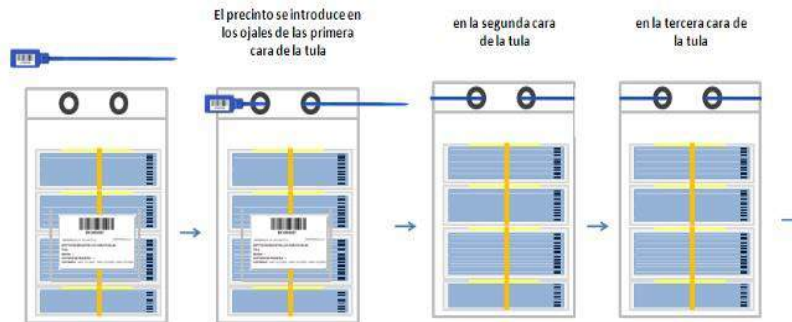 El precinto se introduce en
los ojales de las primera
cara de la tula
en la segunda cara
de la tula
en la tercera cara de
la tula